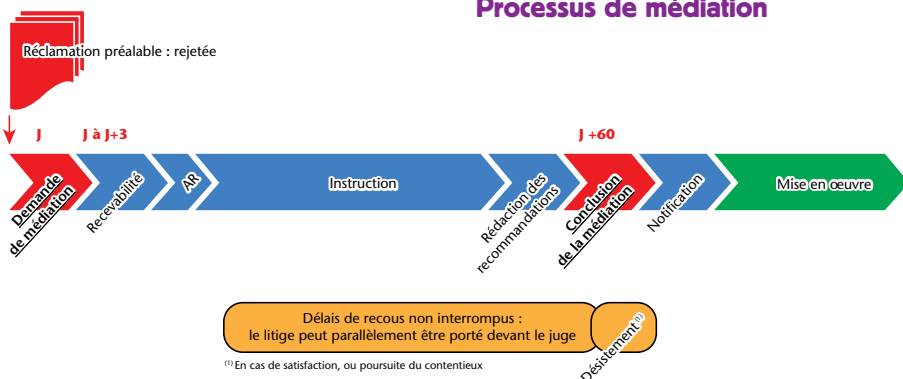 Processus de médiation
Réclamation préalable : rejetée
J
J à J+3
J +60
Demande
de médiation
Recevabilité
AR
Instruction
Rédaction des
recommandations
Conclusion
de la médiation
Notification
Mise en œuvre
Délais de recous non interrompus :
le litige peut parallèlement être porté devant le juge
Désistement⁽¹⁾
⁽¹⁾ En cas de satisfaction, ou poursuite du contentieux